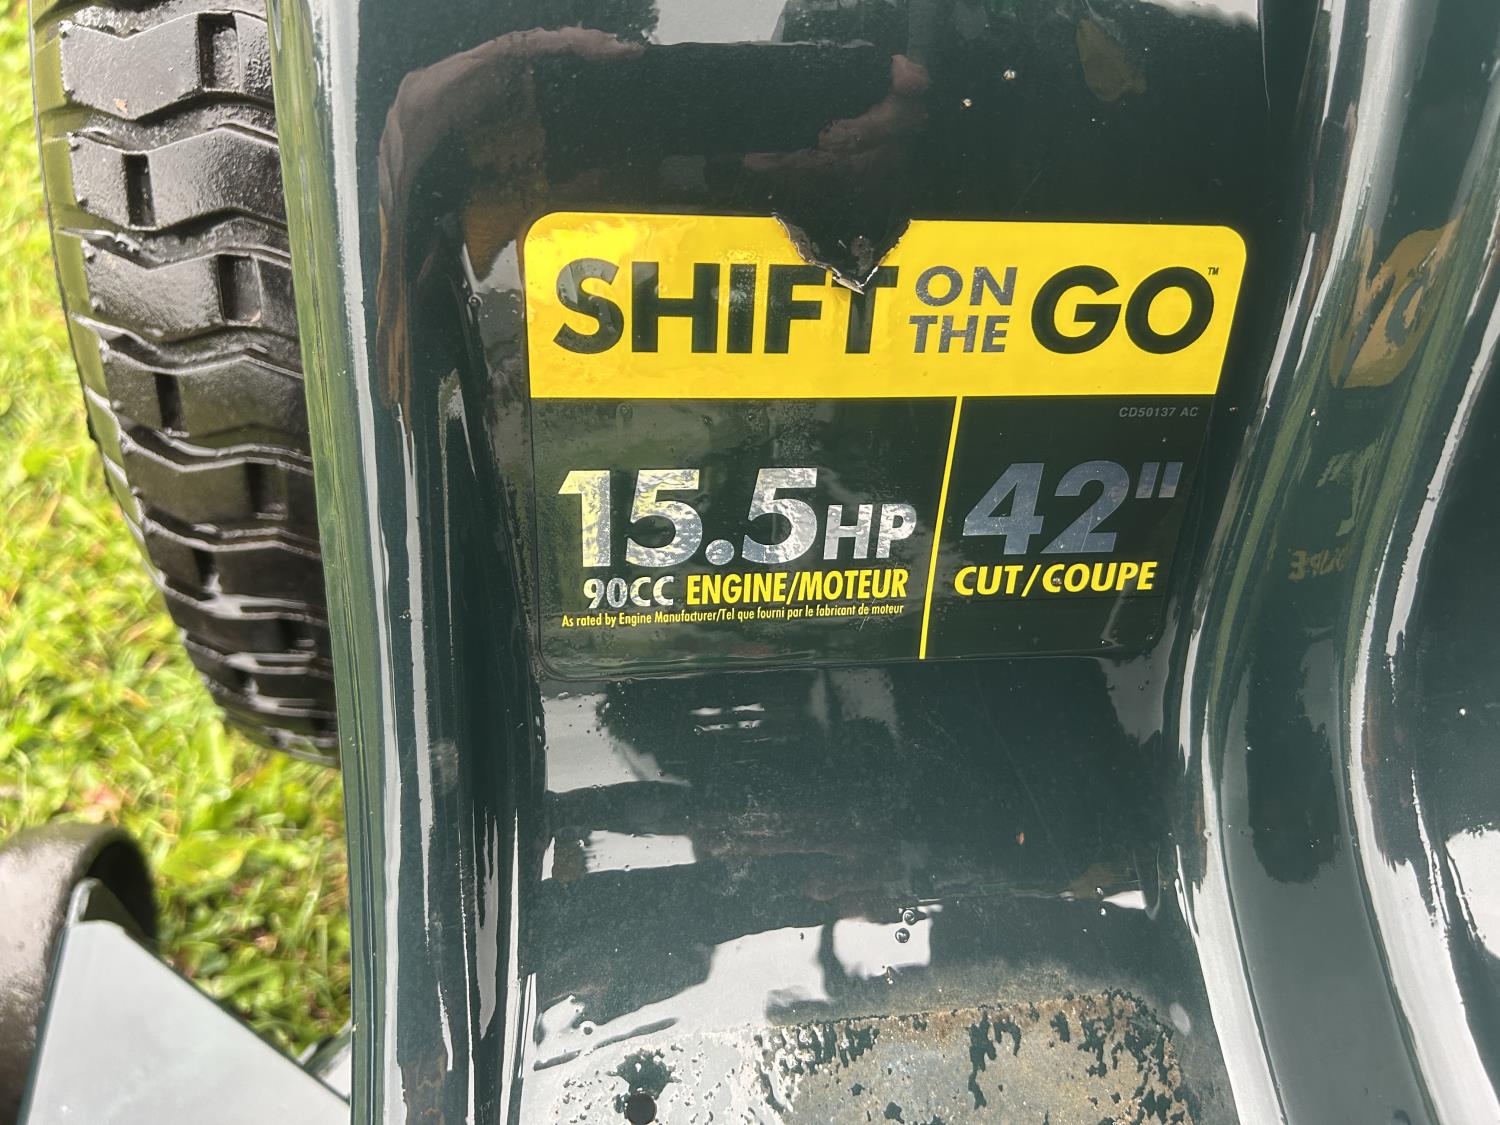 SHIFT ON THE GO™
CD50137 AC
15.5HP
90CC ENGINE/MOTEUR
As rated by Engine Manufacturer/Tel que fourni par le fabricant de moteur
42"
CUT/COUPE